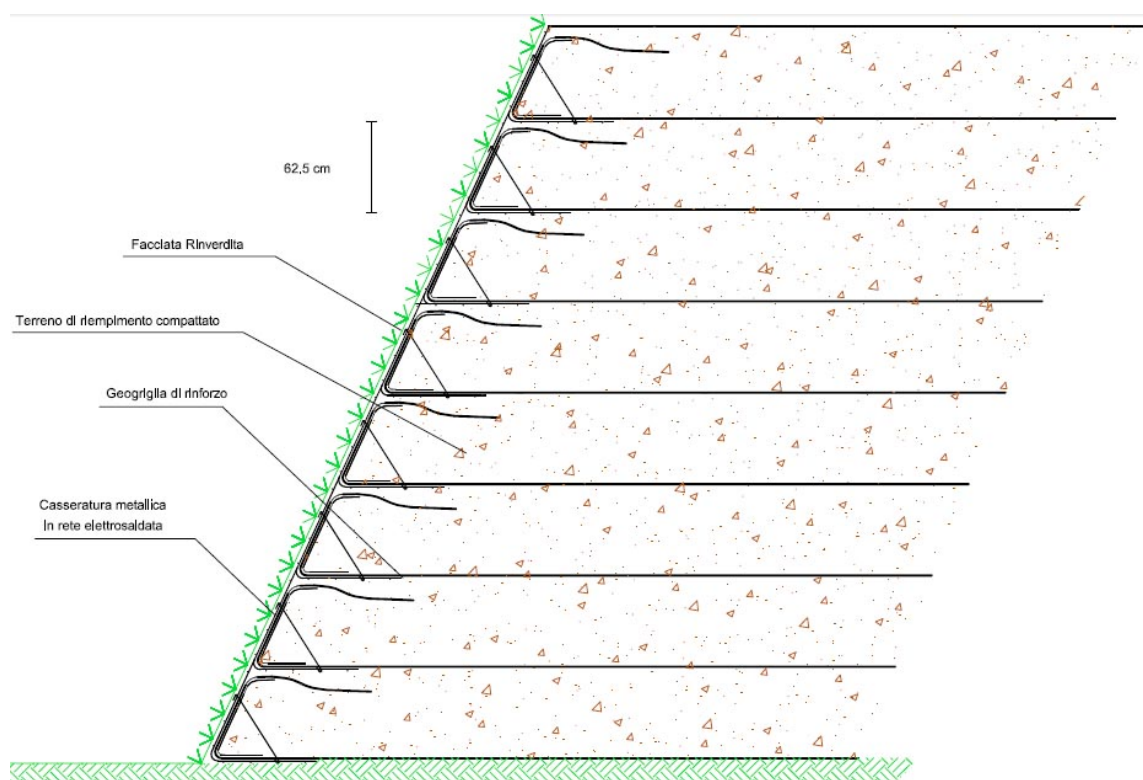 62,5 cm
Facciata Rinverdita
Terreno di riempimento compattato
Geogriglia di rinforzo
Casseratura metallica
In rete elettrosaldata